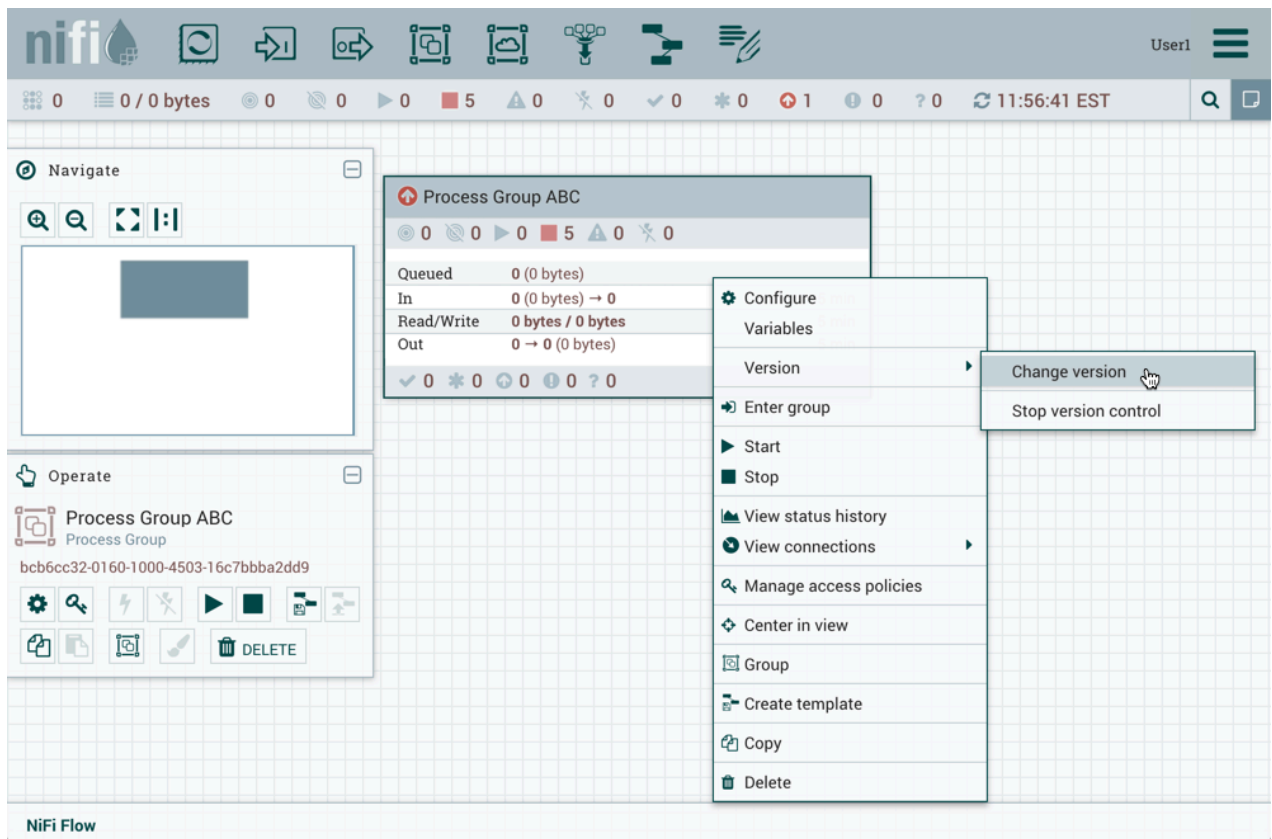 nifi
User1
0 0 / 0 bytes 0 0 0 5 0 0 0 0 1 0 ? 0 11:56:41 EST
Navigate
Process Group ABC
0 0 0 5 0 0
Queued 0 (0 bytes)
In 0 (0 bytes) → 0
Read/Write 0 bytes / 0 bytes
Out 0 → 0 (0 bytes)
0 0 0 0 ? 0
Configure
Variables
Version
Change version
Stop version control
Enter group
Start
Stop
View status history
View connections
Manage access policies
Center in view
Group
Create template
Copy
Delete
Operate
Process Group ABC
Process Group
bcb6cc32-0160-1000-4503-16c7bbba2dd9
DELETE
NiFi Flow